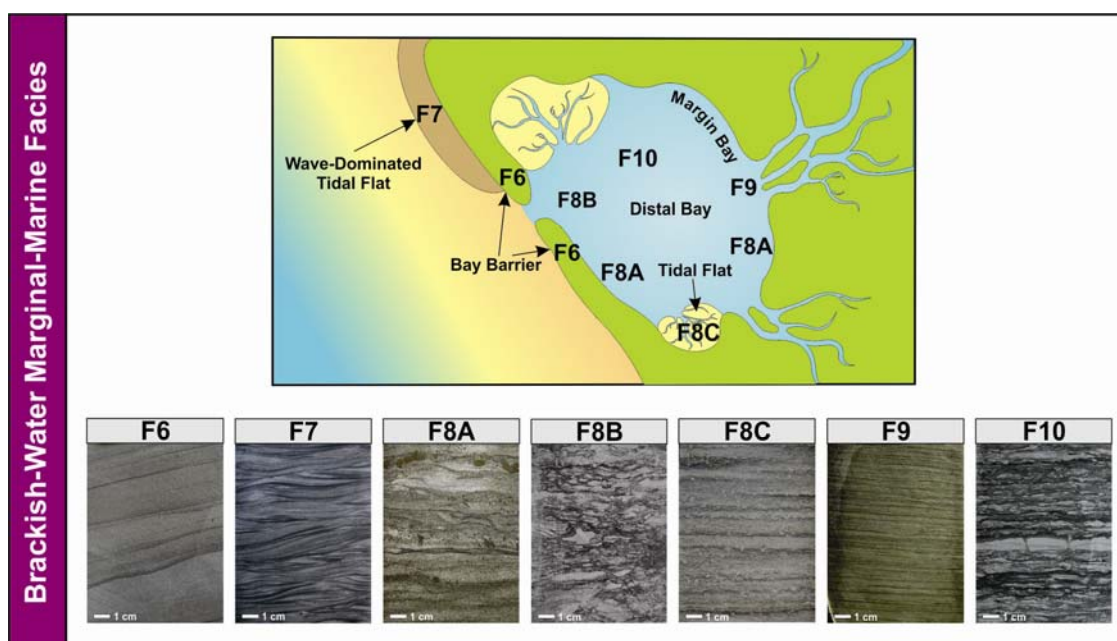 Brackish-Water Marginal-Marine Facies
F7
Wave-Dominated
Tidal Flat
F6
Bay Barrier
F6
F8B
F10
Distal Bay
Margin Bay
F9
F8A
F8A
Tidal Flat
F8C
F6
F7
F8A
F8B
F8C
F9
F10
1 cm
1 cm
1 cm
1 cm
1 cm
1 cm
1 cm